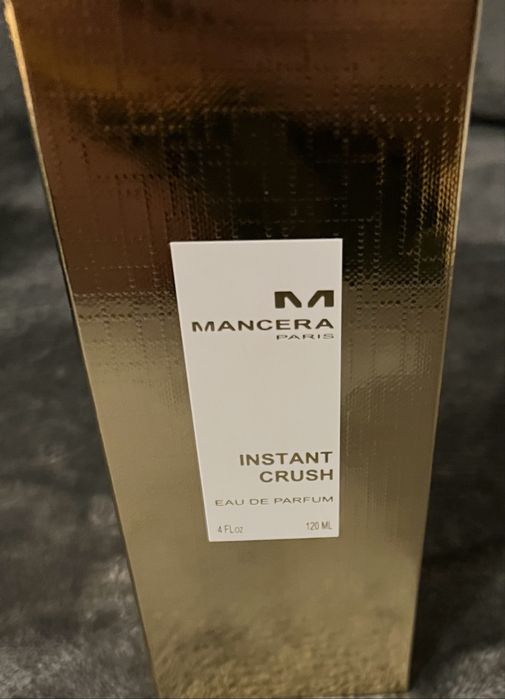 M
MANCERA
PARIS
INSTANT
CRUSH
EAU DE PARFUM
4 FLoz 120 ML